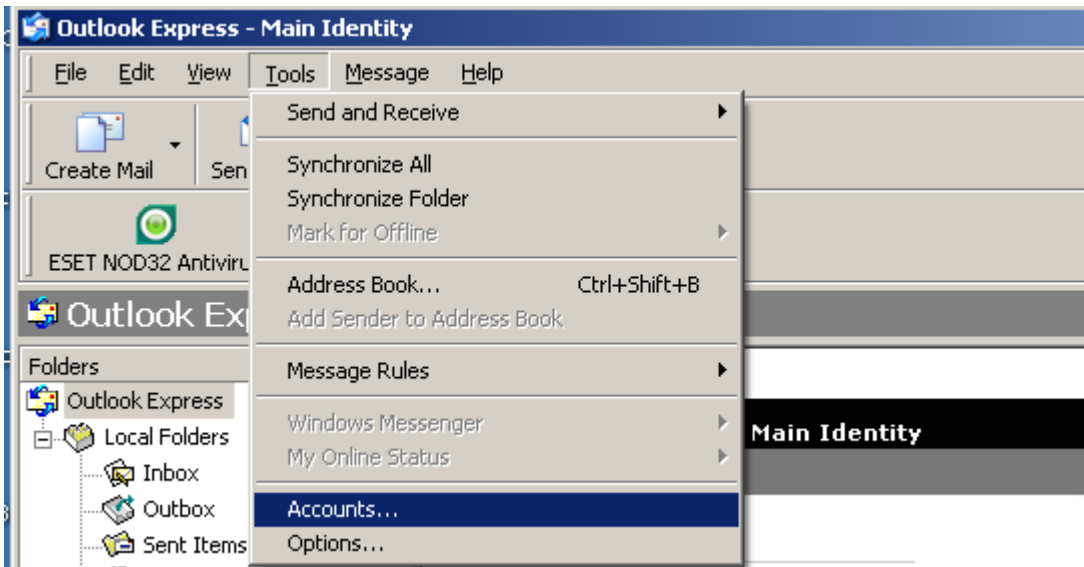 Outlook Express - Main Identity
File Edit View Tools Message Help
Send and Receive
Create Mail Sen
Synchronize All
Synchronize Folder
Mark for Offline
ESET NOD32 Antiviru
Address Book... Ctrl+Shift+B
Add Sender to Address Book
Outlook Exp
Message Rules
Folders
Outlook Express
Windows Messenger
My Online Status
Main Identity
Local Folders
Inbox
Outbox
Sent Items
Accounts...
Options...